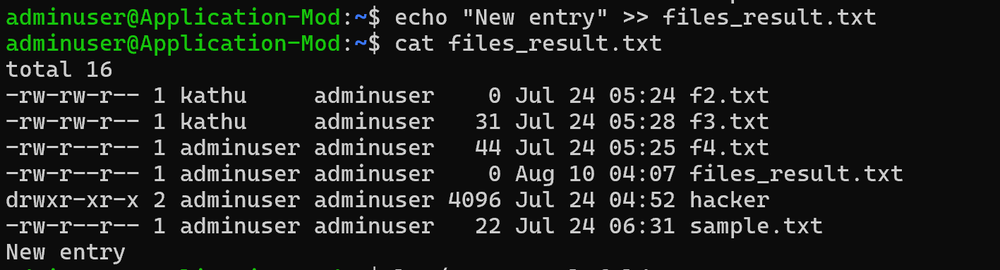 adminuser@Application-Mod:~$ echo "New entry" >> files_result.txt
adminuser@Application-Mod:~$ cat files_result.txt
total 16
-rw-rw-r-- 1 kathu     adminuser    0 Jul 24 05:24 f2.txt
-rw-rw-r-- 1 kathu     adminuser   31 Jul 24 05:28 f3.txt
-rw-r--r-- 1 adminuser adminuser   44 Jul 24 05:25 f4.txt
-rw-r--r-- 1 adminuser adminuser    0 Aug 10 04:07 files_result.txt
drwxr-xr-x 2 adminuser adminuser 4096 Jul 24 04:52 hacker
-rw-r--r-- 1 adminuser adminuser   22 Jul 24 06:31 sample.txt
New entry